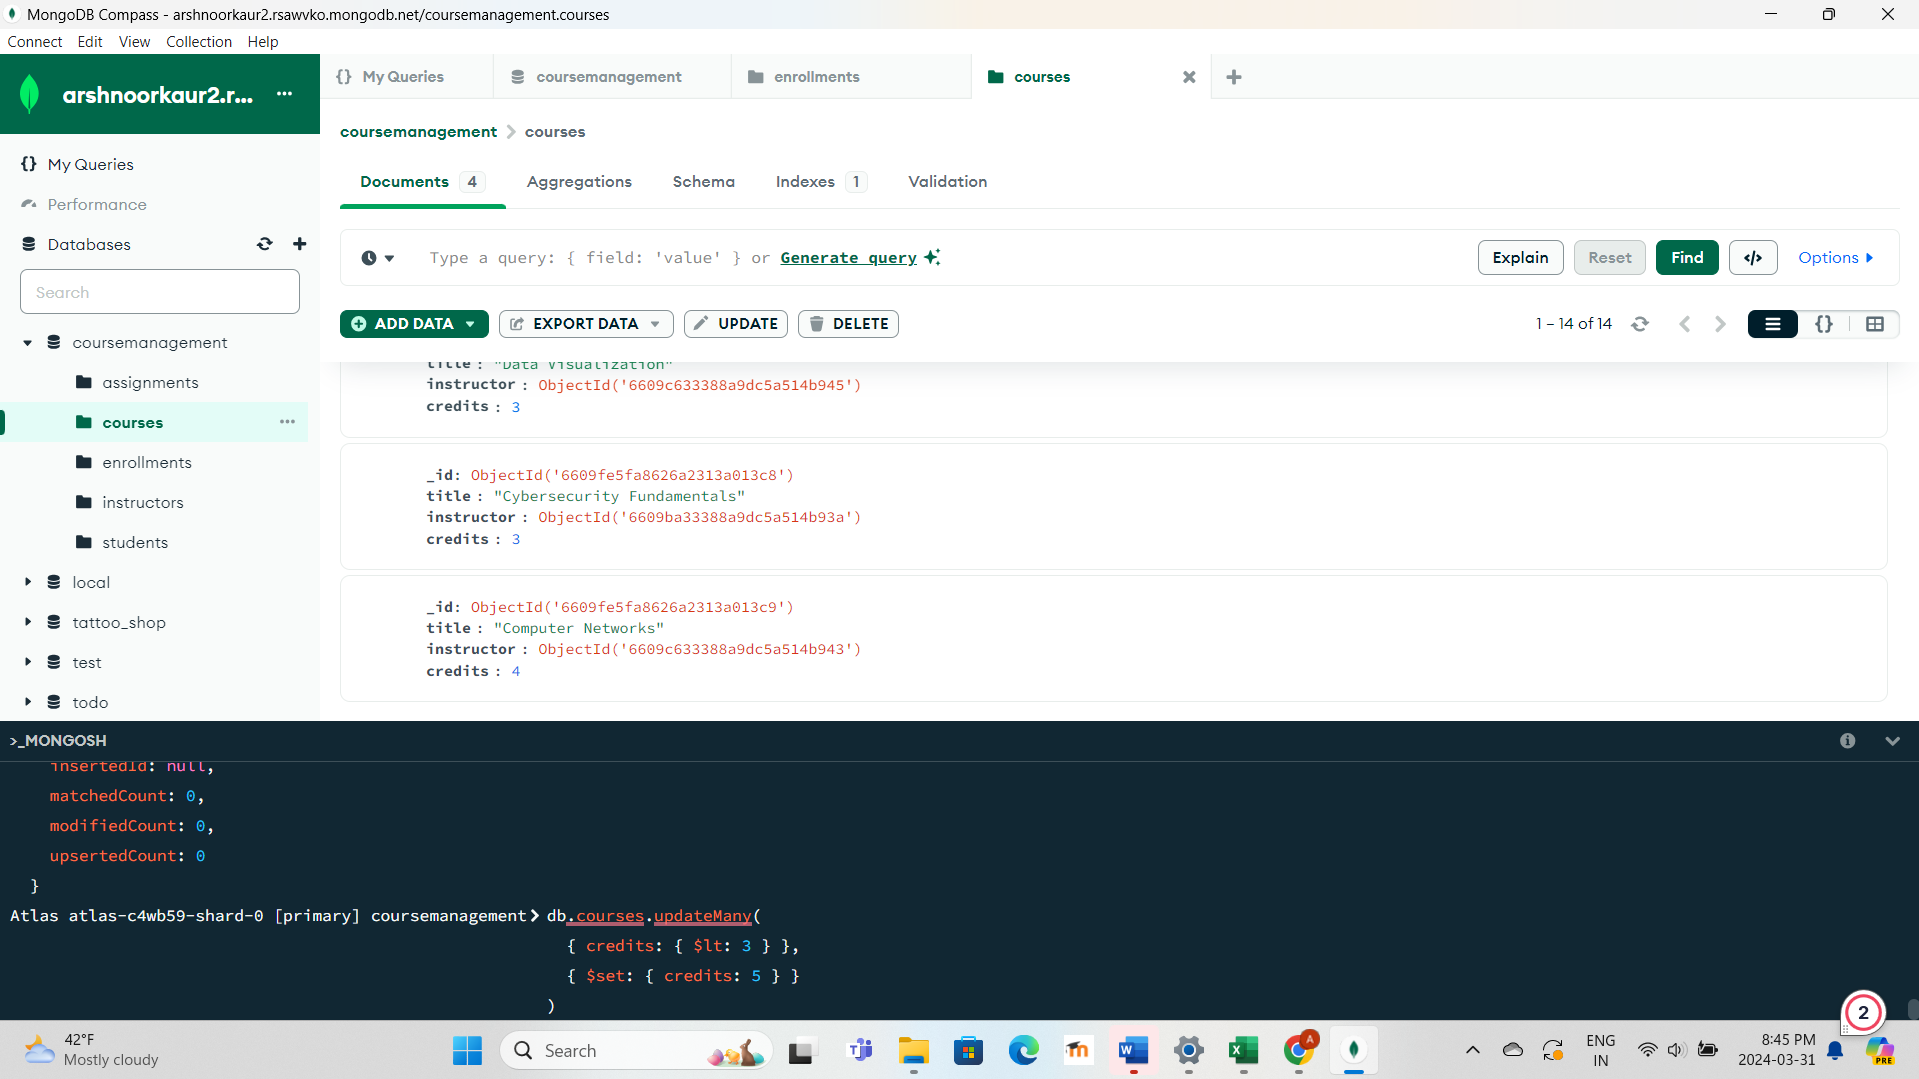 MongoDB Compass - arshnoorkaur2.rsawvko.mongodb.net/coursemanagement.courses
Connect Edit View Collection Help
arshnoorkaur2.r...
My Queries
Performance
Databases
Search
coursemanagement
assignments
courses
enrollments
instructors
students
local
tattoo_shop
test
todo
My Queries coursemanagement enrollments courses
coursemanagement > courses
Documents 4 Aggregations Schema Indexes 1 Validation
Type a query: { field: 'value' } or Generate query
Explain Reset Find </> Options
ADD DATA EXPORT DATA UPDATE DELETE
1 – 14 of 14
title : "Data Visualization"
instructor : ObjectId('6609c633388a9dc5a514b945')
credits : 3
_id: ObjectId('6609fe5fa8626a2313a013c8')
title : "Cybersecurity Fundamentals"
instructor : ObjectId('6609ba33388a9dc5a514b93a')
credits : 3
_id: ObjectId('6609fe5fa8626a2313a013c9')
title : "Computer Networks"
instructor : ObjectId('6609c633388a9dc5a514b943')
credits : 4
>_MONGOSH
insertedId: null,
matchedCount: 0,
modifiedCount: 0,
upsertedCount: 0
}
Atlas atlas-c4wb59-shard-0 [primary] coursemanagement> db.courses.updateMany(
{ credits: { $lt: 3 } },
{ $set: { credits: 5 } }
)
2
42°F
Mostly cloudy
Search
ENG
IN
8:45 PM
2024-03-31
PRE